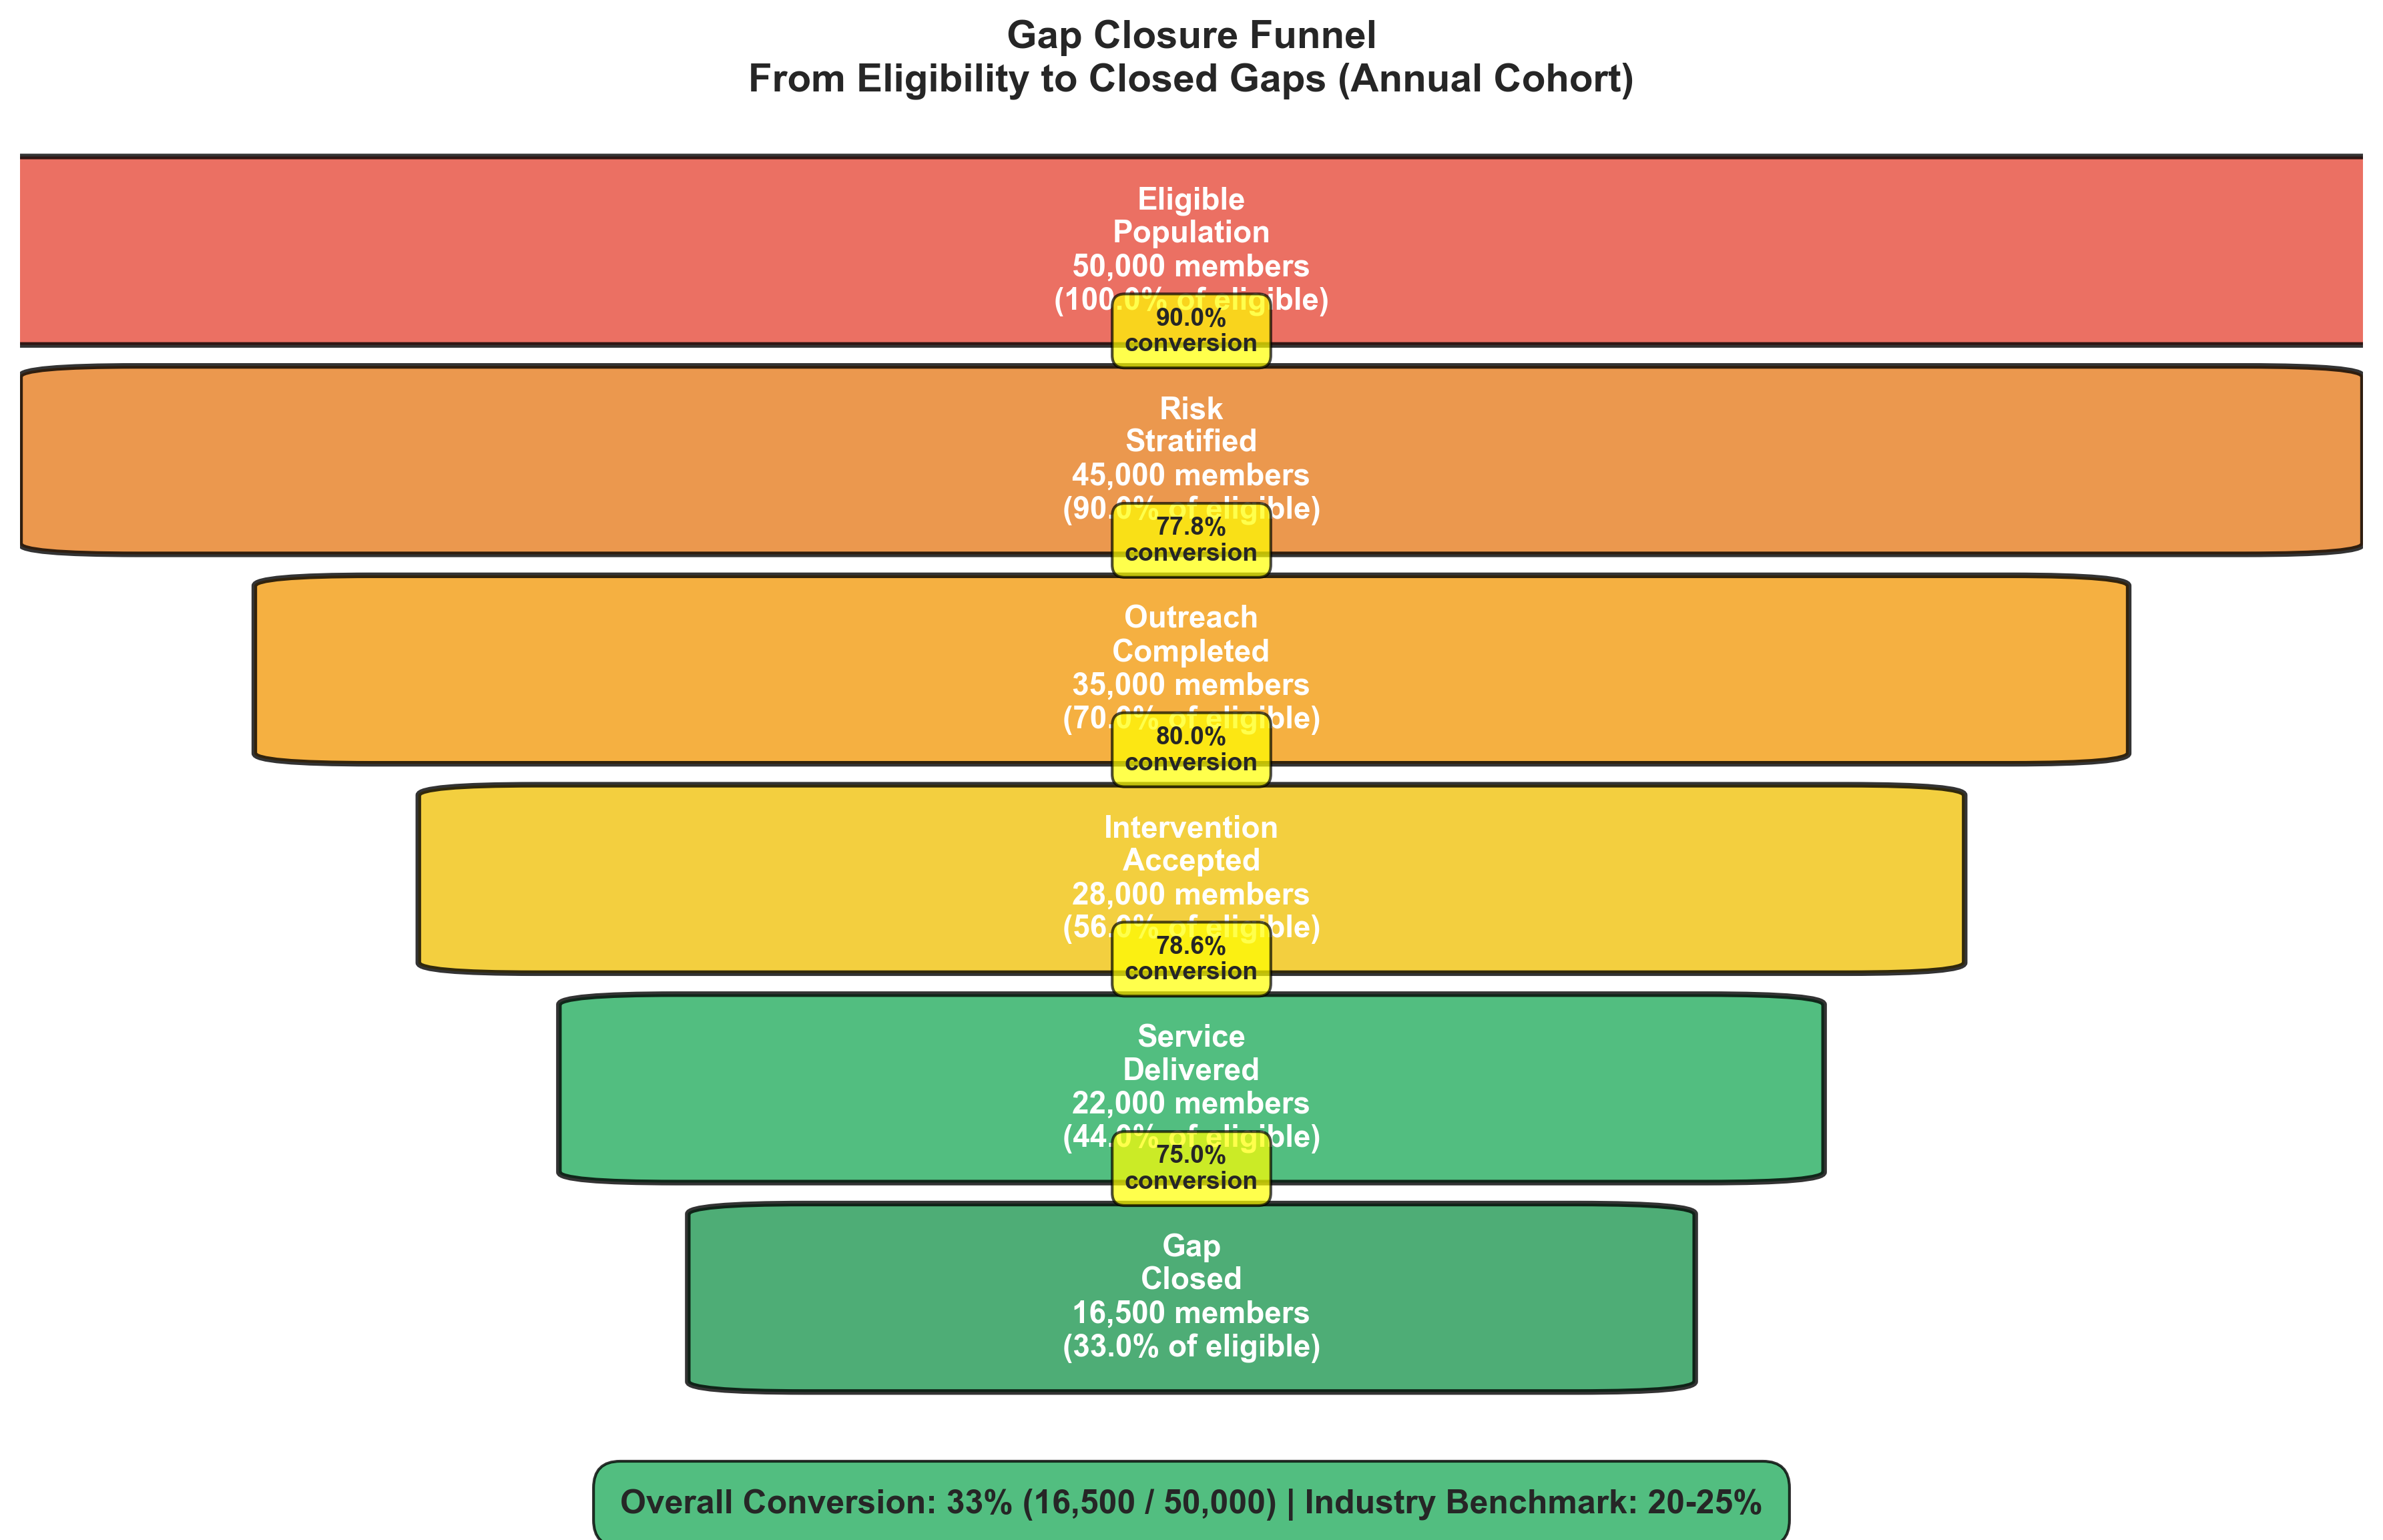 Gap Closure Funnel
From Eligibility to Closed Gaps (Annual Cohort)
Eligible
Population
50,000 members
(100.0% of eligible)
90.0%
conversion
Risk
Stratified
45,000 members
(90.0% of eligible)
77.8%
conversion
Outreach
Completed
35,000 members
(70.0% of eligible)
80.0%
conversion
Intervention
Accepted
28,000 members
(56.0% of eligible)
78.6%
conversion
Service
Delivered
22,000 members
(44.0% of eligible)
75.0%
conversion
Gap
Closed
16,500 members
(33.0% of eligible)
Overall Conversion: 33% (16,500 / 50,000) | Industry Benchmark: 20-25%